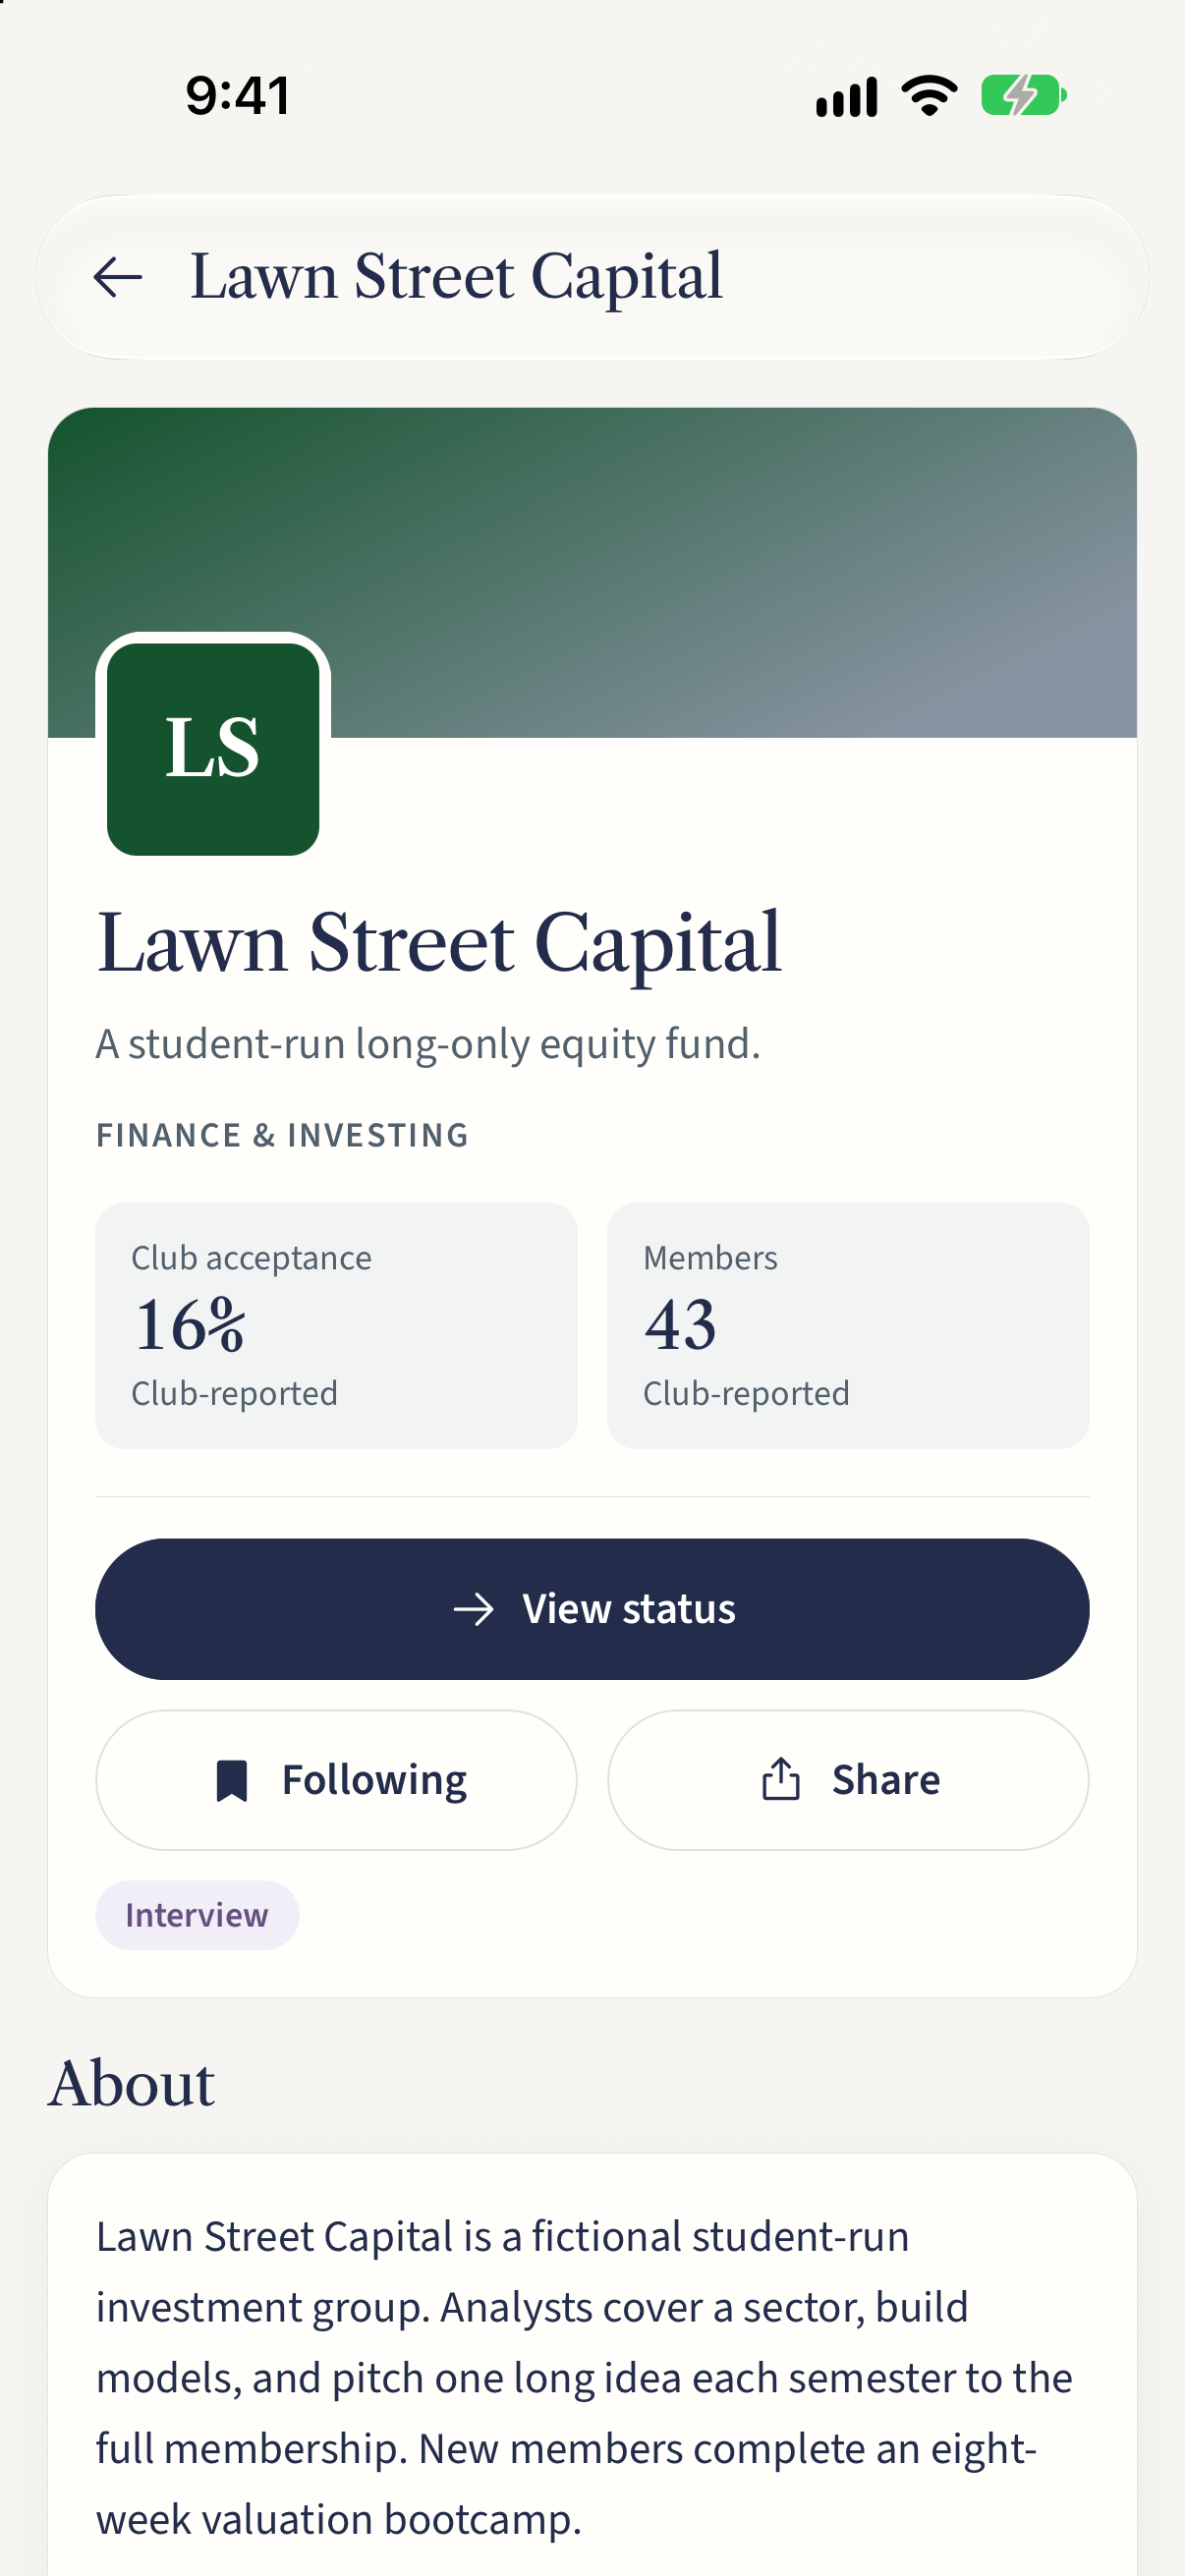 9:41
Lawn Street Capital
LS
Lawn Street Capital
A student-run long-only equity fund.
FINANCE & INVESTING
Club acceptance
16%
Club-reported
Members
43
Club-reported
View status
Following
Share
Interview
About
Lawn Street Capital is a fictional student-run
investment group. Analysts cover a sector, build
models, and pitch one long idea each semester to the
full membership. New members complete an eight-
week valuation bootcamp.